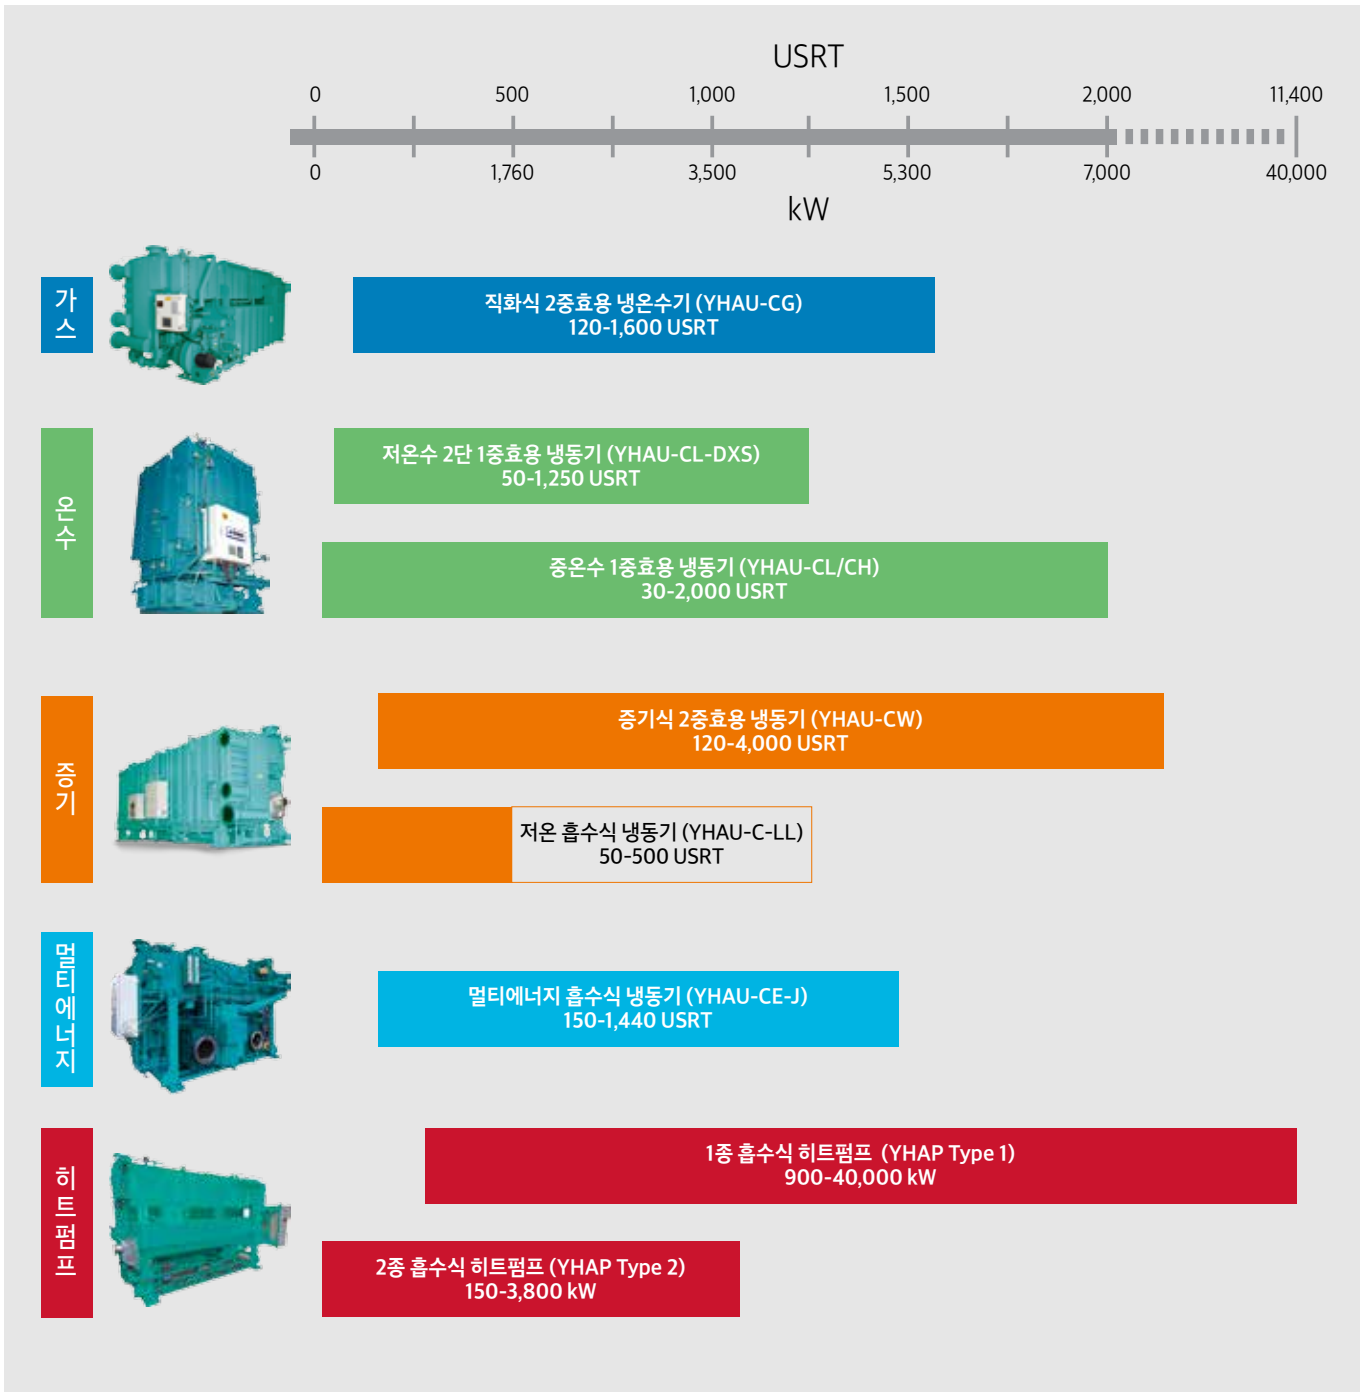 USRT
0 500 1,000 1,500 2,000 11,400
0 1,760 3,500 5,300 7,000 40,000
kW
가스
직화식 2중효용 냉온수기 (YHAU-CG)
120-1,600 USRT
온수
저온수 2단 1중효용 냉동기 (YHAU-CL-DXS)
50-1,250 USRT
중온수 1중효용 냉동기 (YHAU-CL/CH)
30-2,000 USRT
증기
증기식 2중효용 냉동기 (YHAU-CW)
120-4,000 USRT
저온 흡수식 냉동기 (YHAU-C-LL)
50-500 USRT
멀티에너지
멀티에너지 흡수식 냉동기 (YHAU-CE-J)
150-1,440 USRT
히트펌프
1종 흡수식 히트펌프 (YHAP Type 1)
900-40,000 kW
2종 흡수식 히트펌프 (YHAP Type 2)
150-3,800 kW